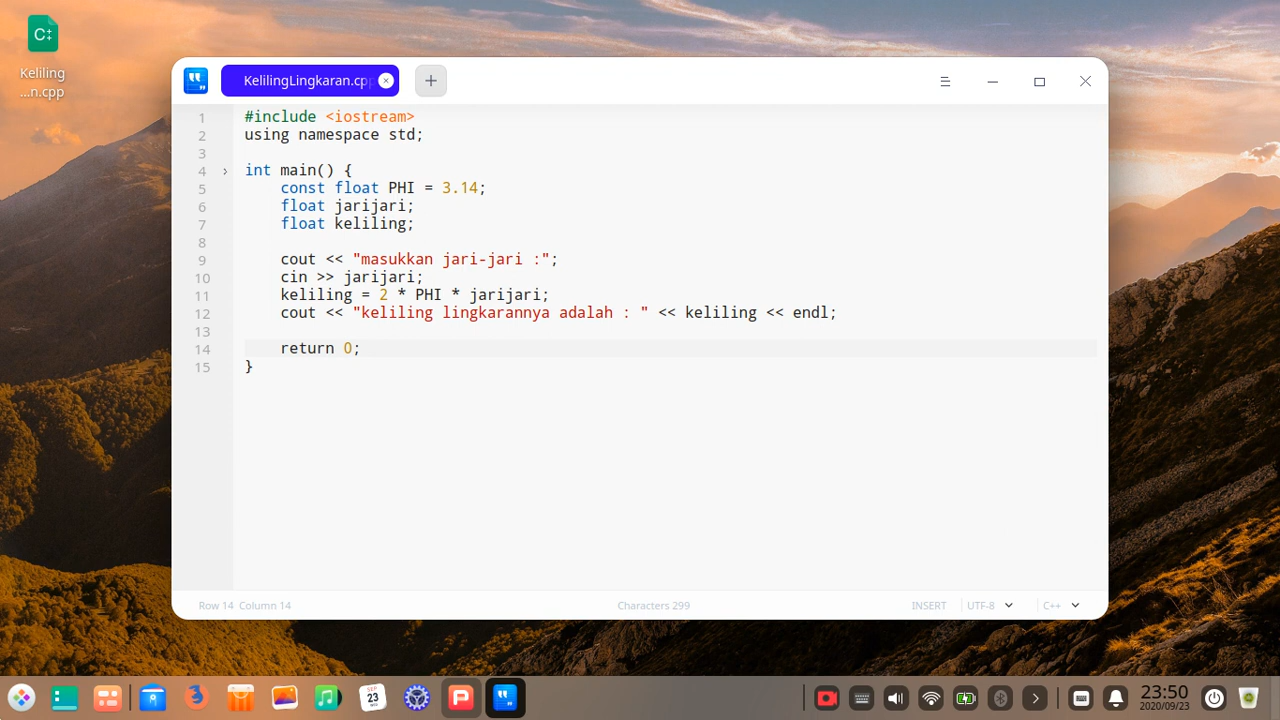 Keliling
...n.cpp
KelilingLingkaran.cpp
1 #include <iostream>
2 using namespace std;
3
4 int main() {
5 const float PHI = 3.14;
6 float jarijari;
7 float keliling;
8
9 cout << "masukkan jari-jari :";
10 cin >> jarijari;
11 keliling = 2 * PHI * jarijari;
12 cout << "keliling lingkarannya adalah : " << keliling << endl;
13
14 return 0;
15 }
Row 14 Column 14 Characters 299 INSERT UTF-8 C++
SEP
23
23:50
2020/09/23